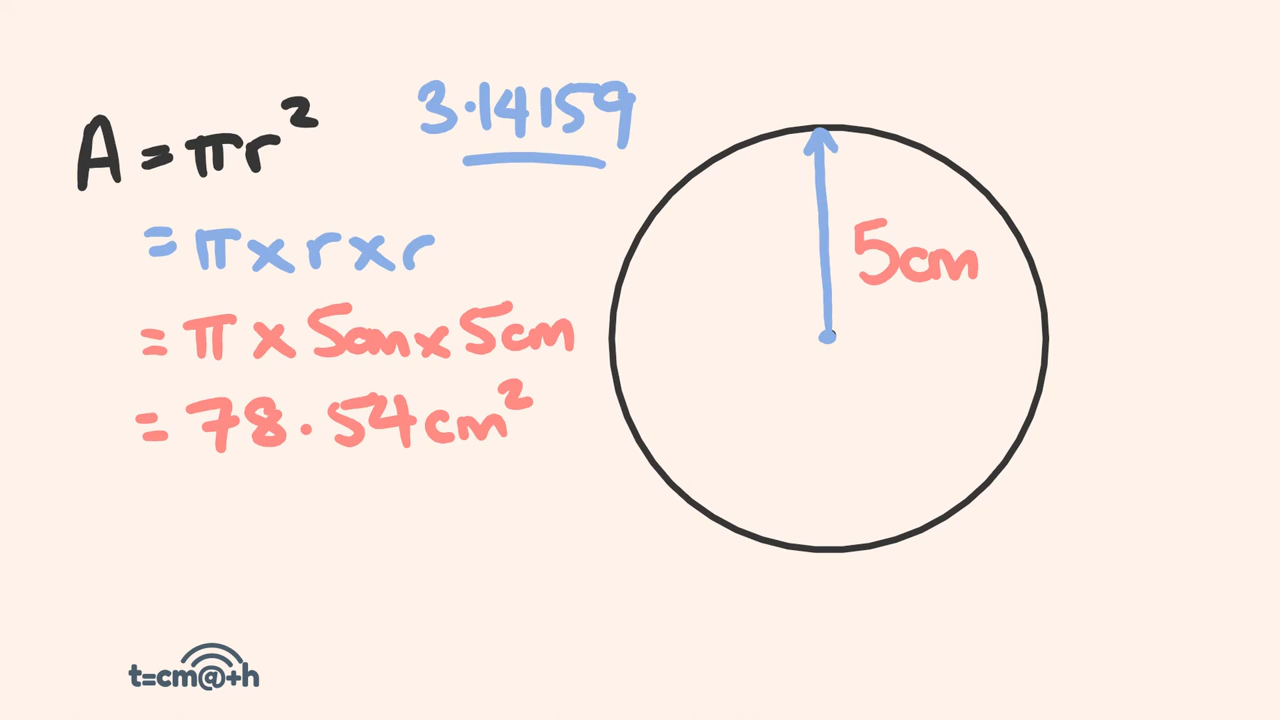 A = πr²
3.14159
= π × r × r
5cm
= π × 5cm × 5cm
= 78.54cm²
t=cm@+h